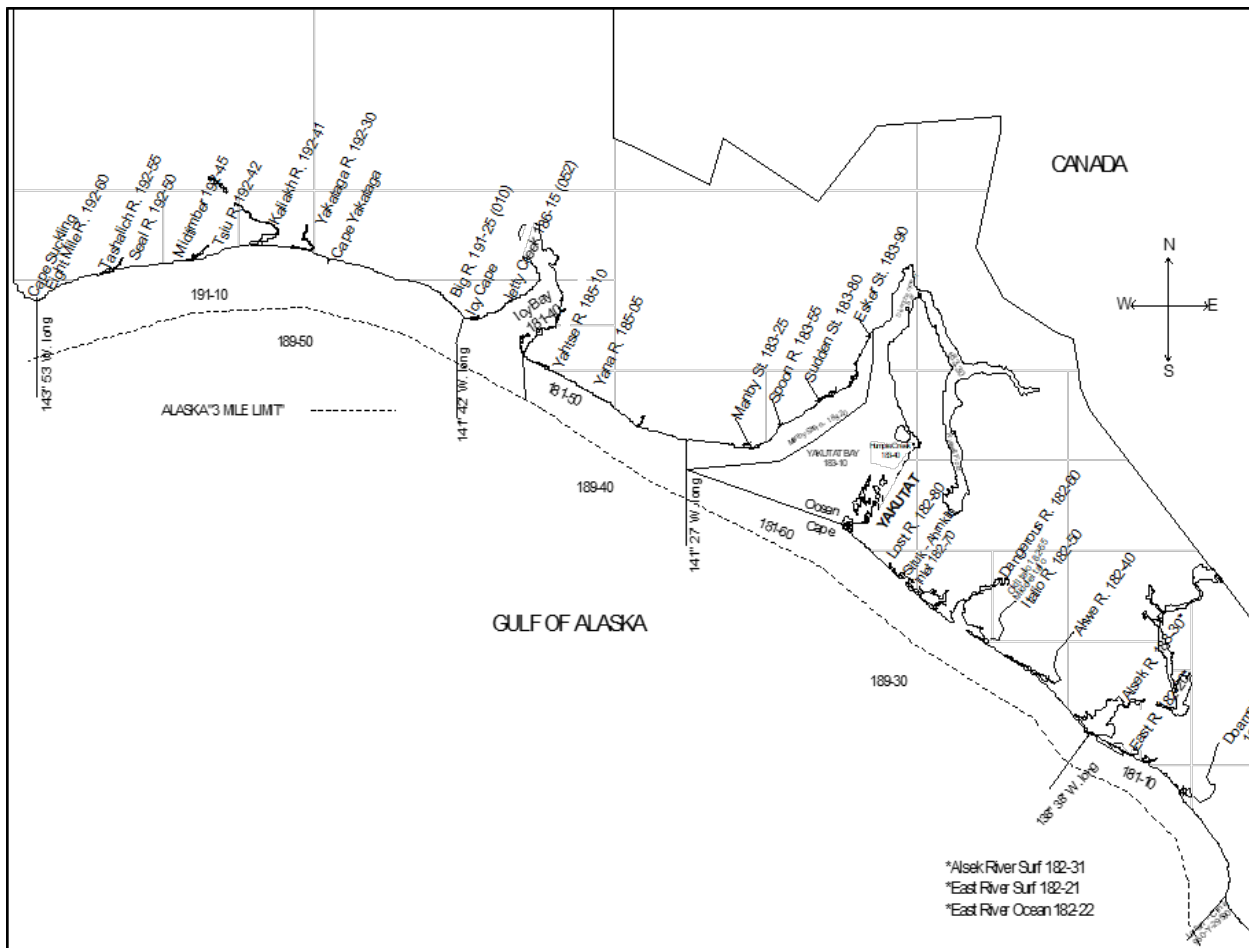 CANADA
N
W
E
S
Cape Suckling
Eight Mile R. 192-60
Tashalich R. 192-55
Seal R. 192-50
Midtimber 192-45
Tsiu R. 192-42
Kaliakh R. 192-41
Yakataga R. 192-30
Cape Yakataga
Big R. 191-25 (010)
Icy Cape
Jetty Creek 186-15 (052)
Icy Bay
181-40
Yahtse R. 185-10
Yana R. 185-05
Manby St. 183-25
Spoon R. 183-55
Sudden St. 183-80
Esker St. 183-90
191-10
189-50
143° 53 W. long
141° 42' W. long
ALASKA "3 MILE LIMIT"
181-50
YAKUTAT BAY
183-10
Humpie Creek
189-40
141° 27' W. long
Ocean
Cape
181-60
YAKUTAT
Lost R. 182-80
Situk - Ahrnklin
Inlet 182-70
Dangerous R. 182-60
Italio R. 182-50
Akwe R. 182-40
GULF OF ALASKA
189-30
Alsek R. 182-30*
East R. 182-20*
138° 38' W. long
181-10
*Alsek River Surf 182-31
*East River Surf 182-21
*East River Ocean 182-22